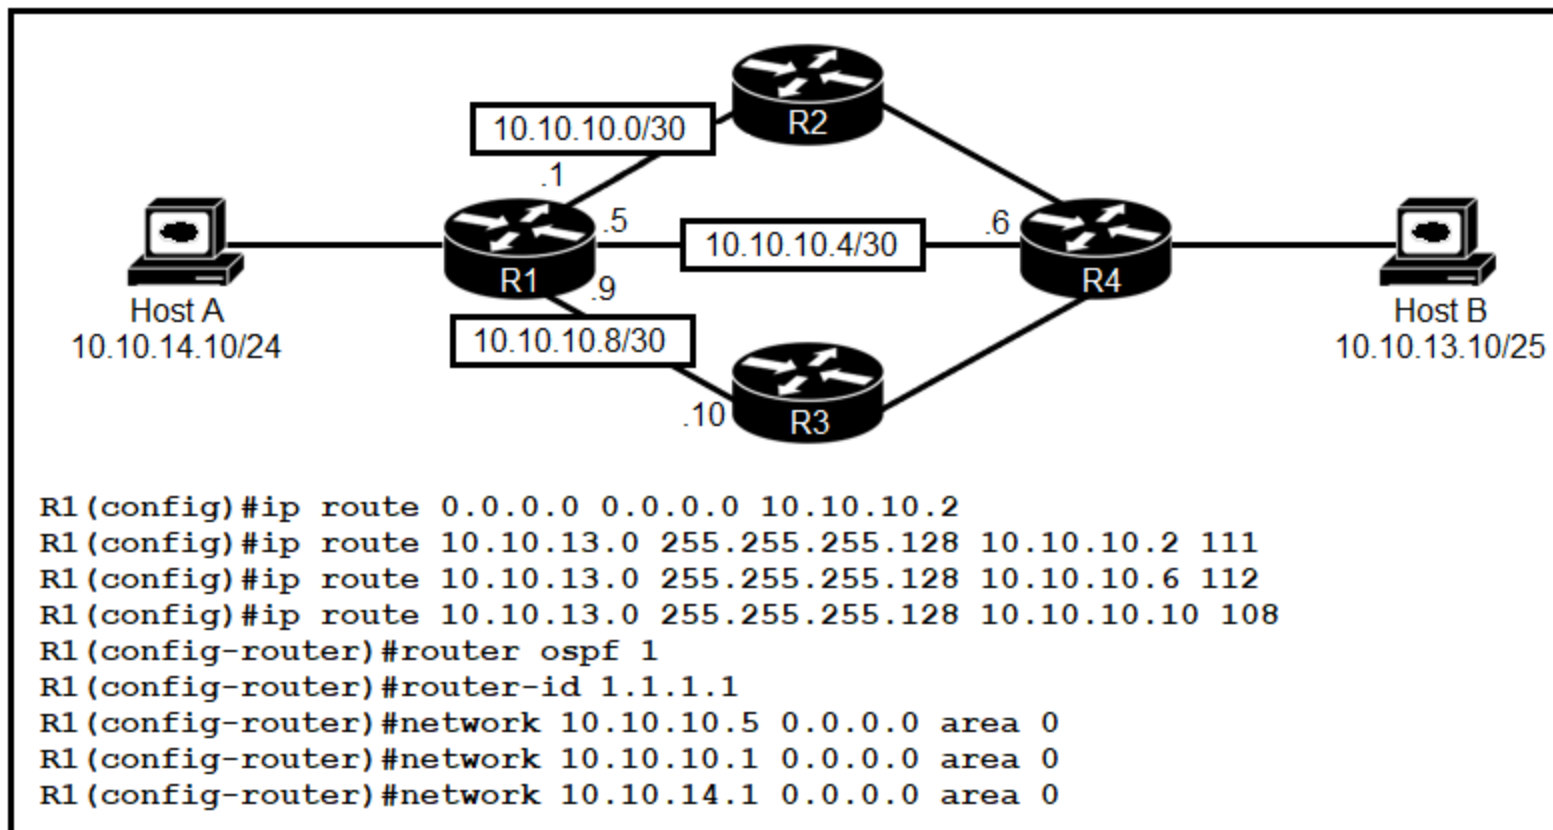 R2
10.10.10.0/30
.1
.5
10.10.10.4/30
.6
R1
R4
.9
Host A
10.10.14.10/24
Host B
10.10.13.10/25
10.10.10.8/30
.10
R3
R1(config)#ip route 0.0.0.0 0.0.0.0 10.10.10.2
R1(config)#ip route 10.10.13.0 255.255.255.128 10.10.10.2 111
R1(config)#ip route 10.10.13.0 255.255.255.128 10.10.10.6 112
R1(config)#ip route 10.10.13.0 255.255.255.128 10.10.10.10 108
R1(config-router)#router ospf 1
R1(config-router)#router-id 1.1.1.1
R1(config-router)#network 10.10.10.5 0.0.0.0 area 0
R1(config-router)#network 10.10.10.1 0.0.0.0 area 0
R1(config-router)#network 10.10.14.1 0.0.0.0 area 0